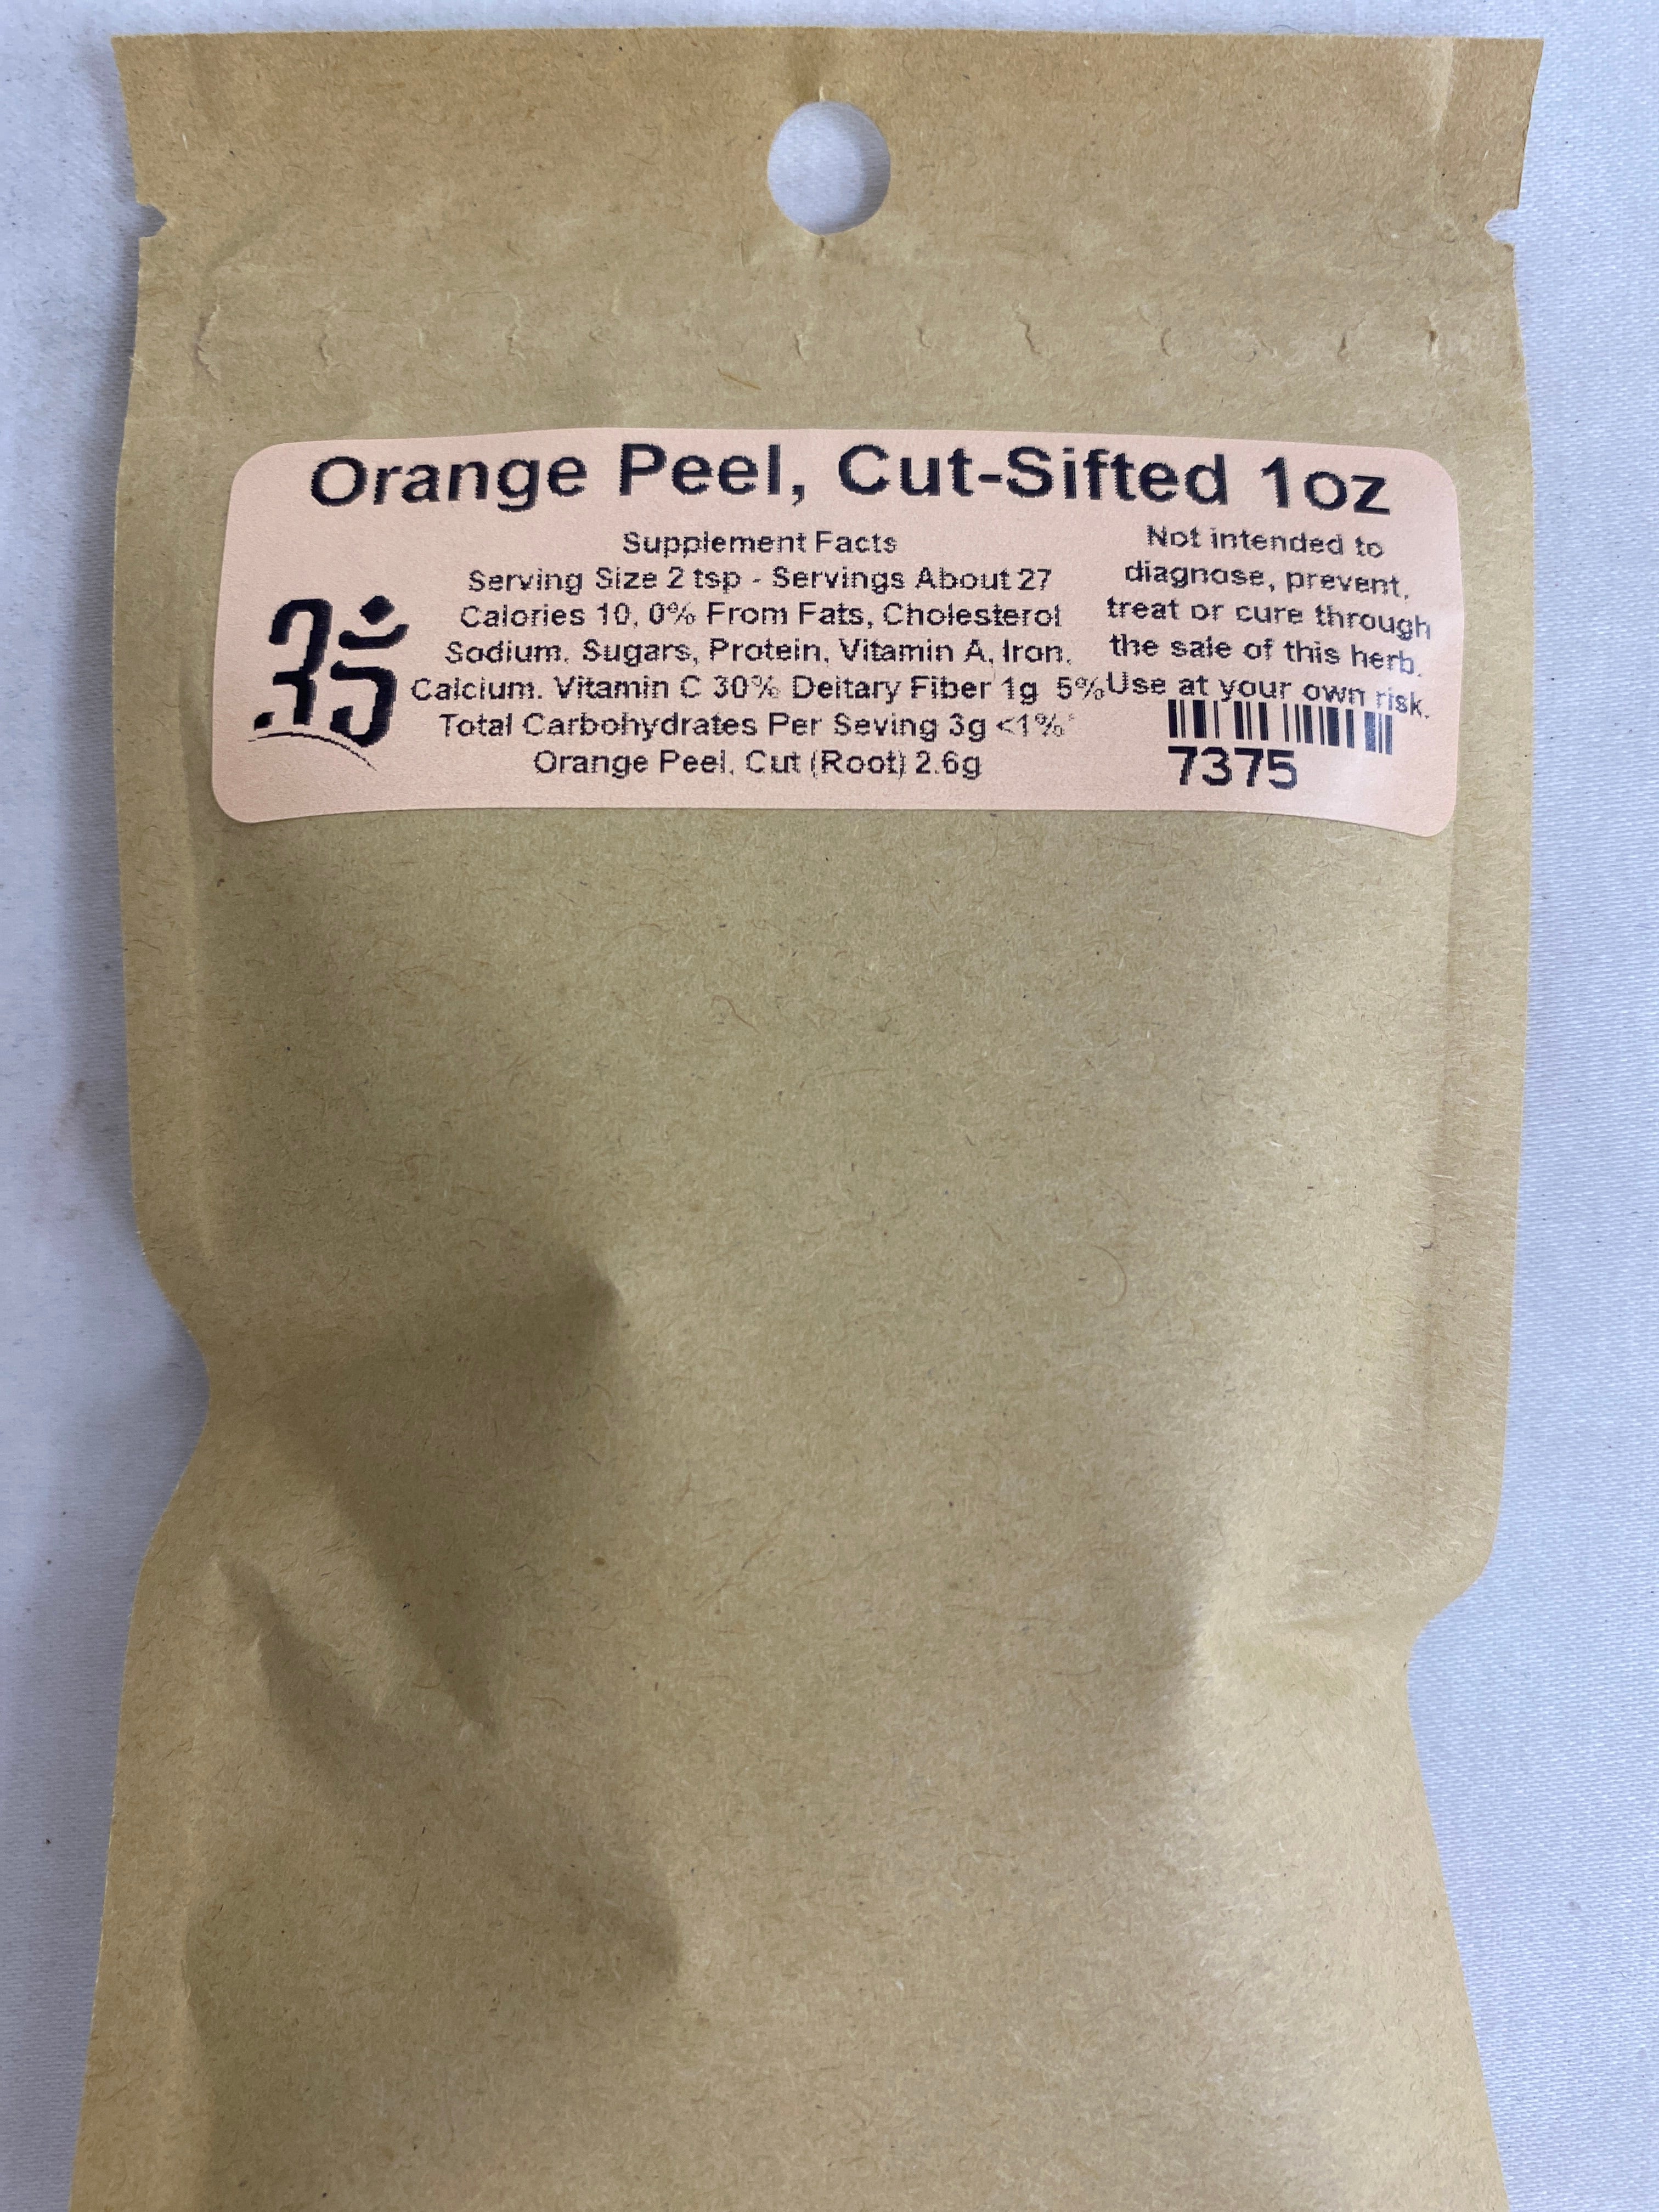 Orange Peel, Cut-Sifted 1oz
Supplement Facts
Serving Size 2 tsp - Servings About 27
Calories 10, 0% From Fats, Cholesterol
Sodium, Sugars, Protein, Vitamin A, Iron,
Calcium. Vitamin C 30% Deitary Fiber 1g 5%
Total Carbohydrates Per Seving 3g <1%*
Orange Peel, Cut (Root) 2.6g
Not intended to
diagnose, prevent,
treat or cure through
the sale of this herb.
Use at your own risk.
7375